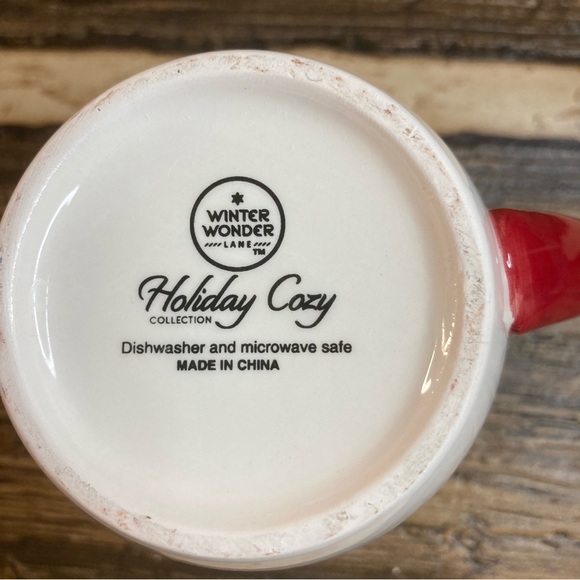 WINTER
WONDER
LANE
TM
Holiday Cozy
COLLECTION
Dishwasher and microwave safe
MADE IN CHINA